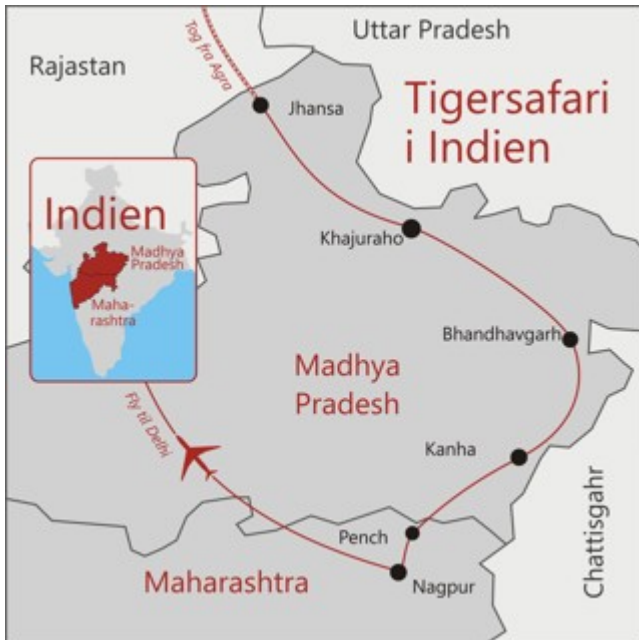 Uttar Pradesh
Rajastan
Tog fra Agra
Jhansa
Tigersafari
i Indien
Indien
Madhya
Pradesh
Maha-
rashtra
Khajuraho
Bhandhavgarh
Madhya
Pradesh
Fly til Delhi
Kanha
Chattisgahr
Pench
Maharashtra
Nagpur